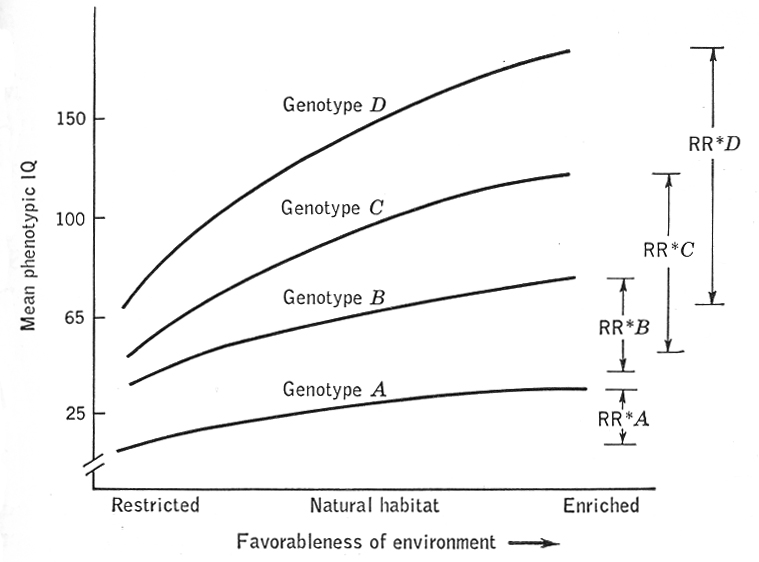 Mean phenotypic IQ
150
100
65
25
Genotype D
Genotype C
Genotype B
Genotype A
RR*D
RR*C
RR*B
RR*A
Restricted
Natural habitat
Enriched
Favorableness of environment